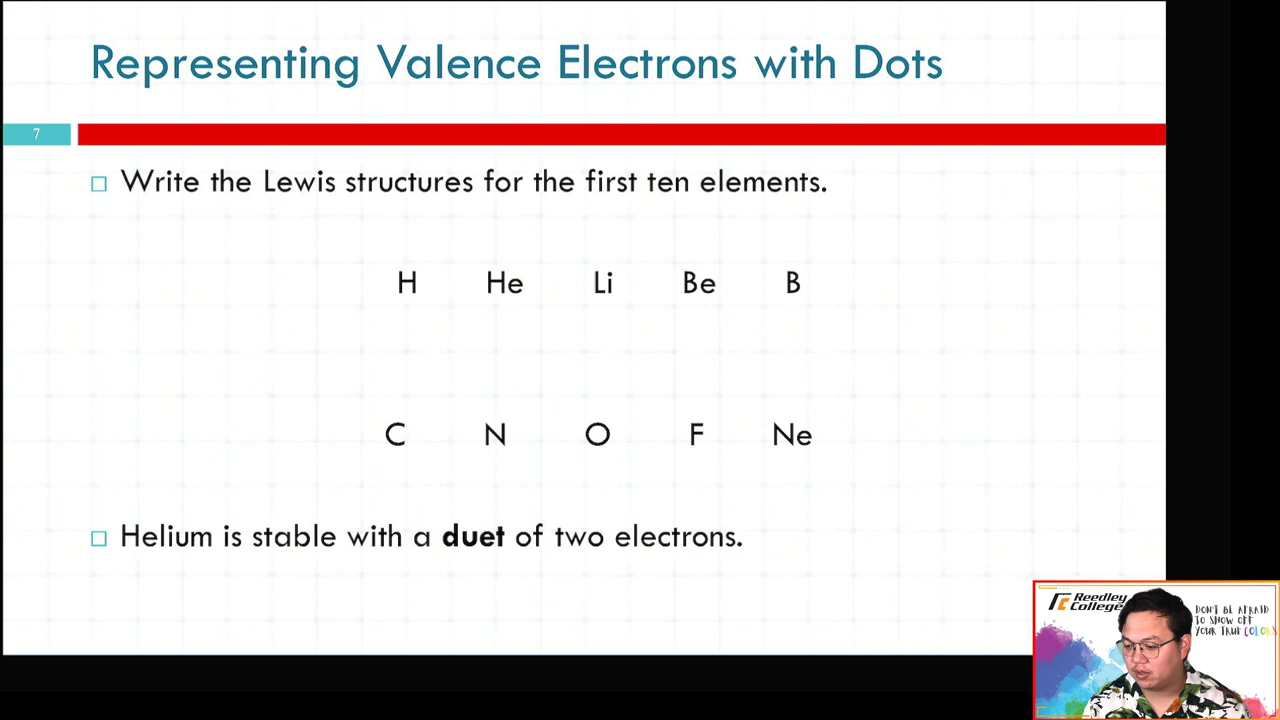 Representing Valence Electrons with Dots
7
Write the Lewis structures for the first ten elements.
H He Li Be B
C N O F Ne
Helium is stable with a duet of two electrons.
Reedley
College
DON'T BE AFRAID
TO SHOW OFF
YOUR TRUE COLORS